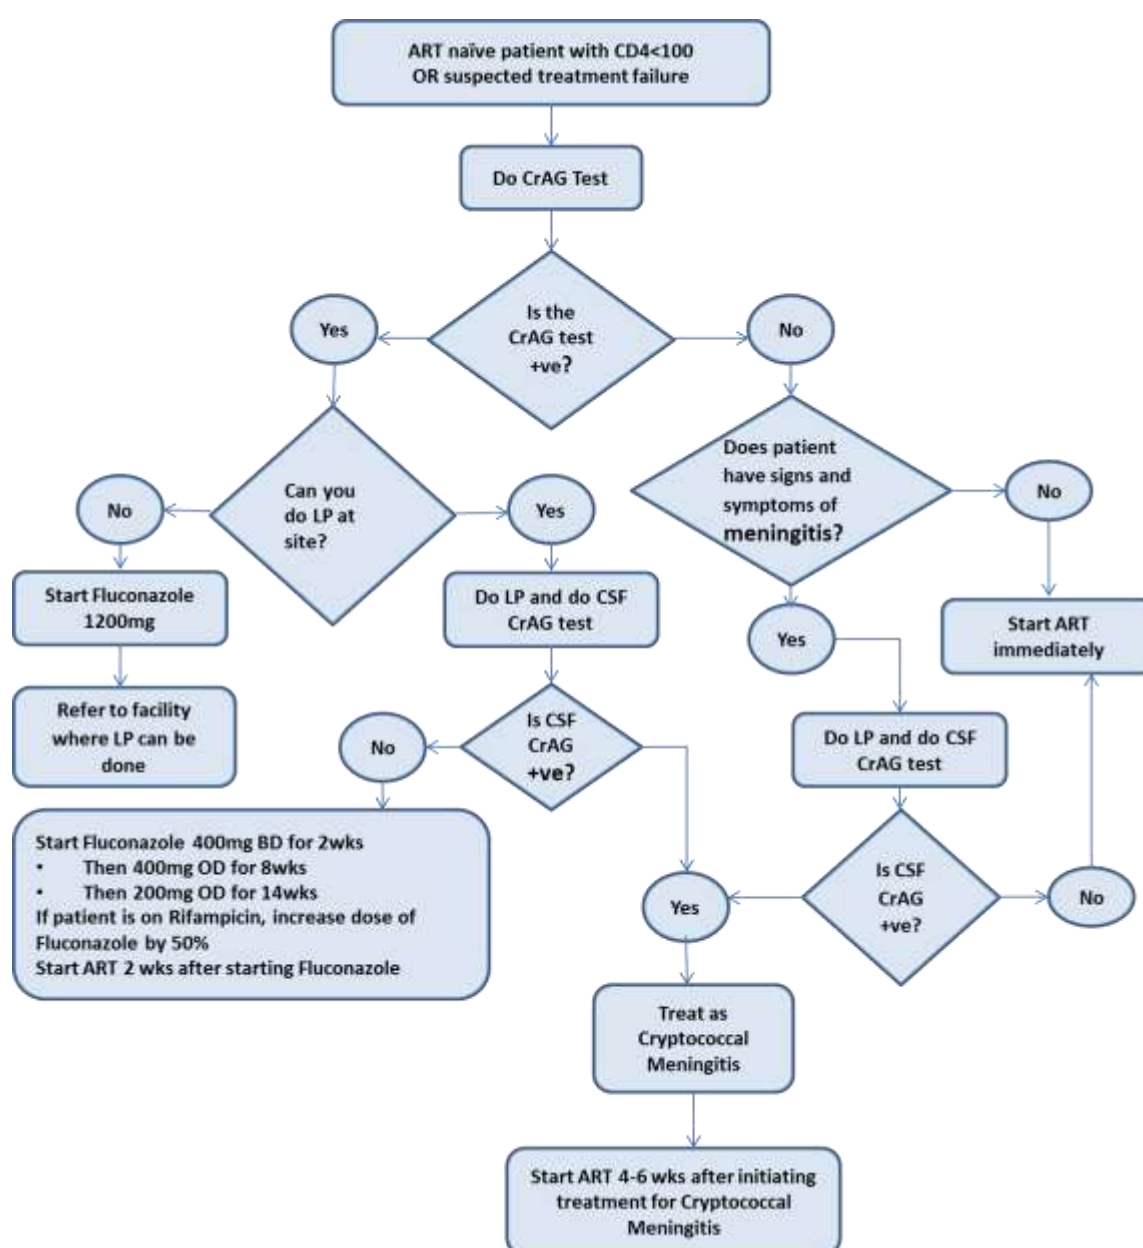 ART naïve patient with CD4<100
OR suspected treatment failure
Do CrAG Test
Is the
CrAG test
+ve?
Yes
No
Can you
do LP at
site?
Does patient
have signs and
symptoms of
meningitis?
No
Yes
No
Start Fluconazole
1200mg
Do LP and do CSF
CrAG test
Yes
Start ART
immediately
Refer to facility
where LP can be
done
No
Is CSF
CrAG
+ve?
Do LP and do CSF
CrAG test
Start Fluconazole 400mg BD for 2wks
• Then 400mg OD for 8wks
• Then 200mg OD for 14wks
If patient is on Rifampicin, increase dose of
Fluconazole by 50%
Start ART 2 wks after starting Fluconazole
Yes
Is CSF
CrAG
+ve?
No
Treat as
Cryptococcal
Meningitis
Start ART 4-6 wks after initiating
treatment for Cryptococcal
Meningitis